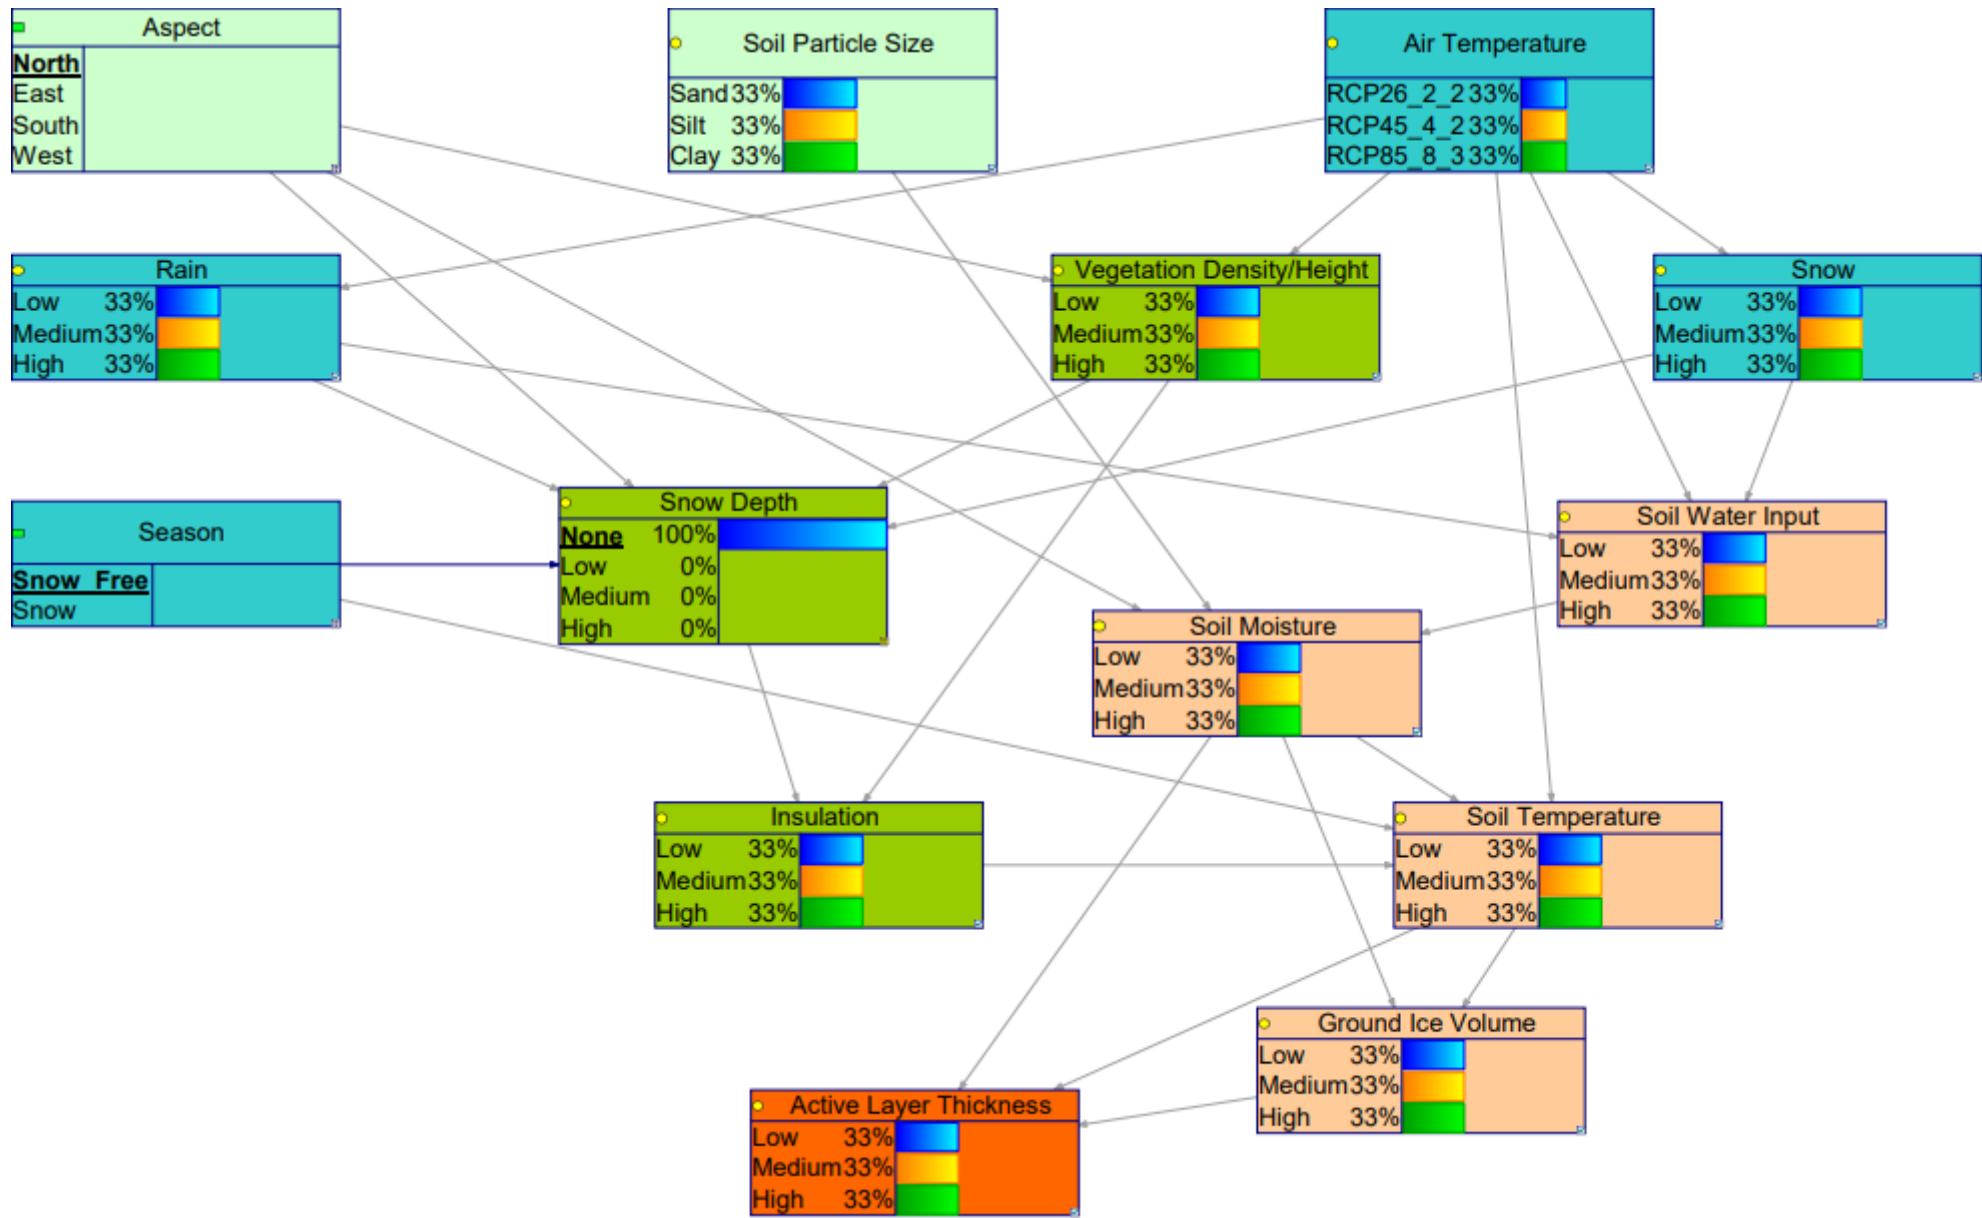 Aspect
North
East
South
West
Soil Particle Size
Sand 33%
Silt 33%
Clay 33%
Air Temperature
RCP26_2_2 33%
RCP45_4_2 33%
RCP85_8_3 33%
Rain
Low 33%
Medium 33%
High 33%
Vegetation Density/Height
Low 33%
Medium 33%
High 33%
Snow
Low 33%
Medium 33%
High 33%
Season
Snow_Free
Snow
Snow Depth
None 100%
Low 0%
Medium 0%
High 0%
Soil Water Input
Low 33%
Medium 33%
High 33%
Soil Moisture
Low 33%
Medium 33%
High 33%
Insulation
Low 33%
Medium 33%
High 33%
Soil Temperature
Low 33%
Medium 33%
High 33%
Ground Ice Volume
Low 33%
Medium 33%
High 33%
Active Layer Thickness
Low 33%
Medium 33%
High 33%